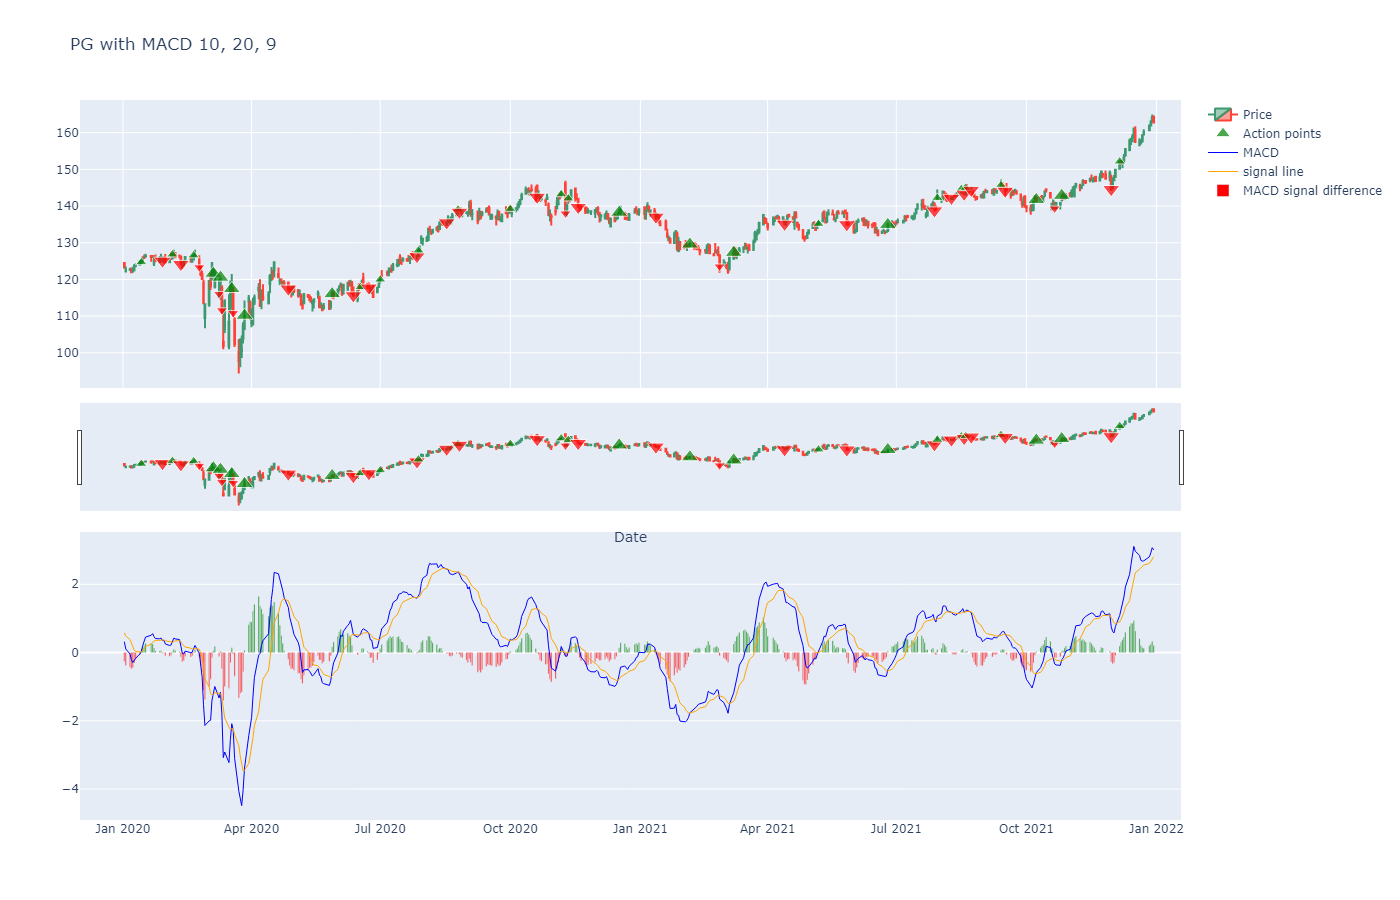 PG with MACD 10, 20, 9
160
150
140
130
120
110
100
Price
Action points
MACD
signal line
MACD signal difference
Date
2
0
−2
−4
Jan 2020 Apr 2020 Jul 2020 Oct 2020 Jan 2021 Apr 2021 Jul 2021 Oct 2021 Jan 2022